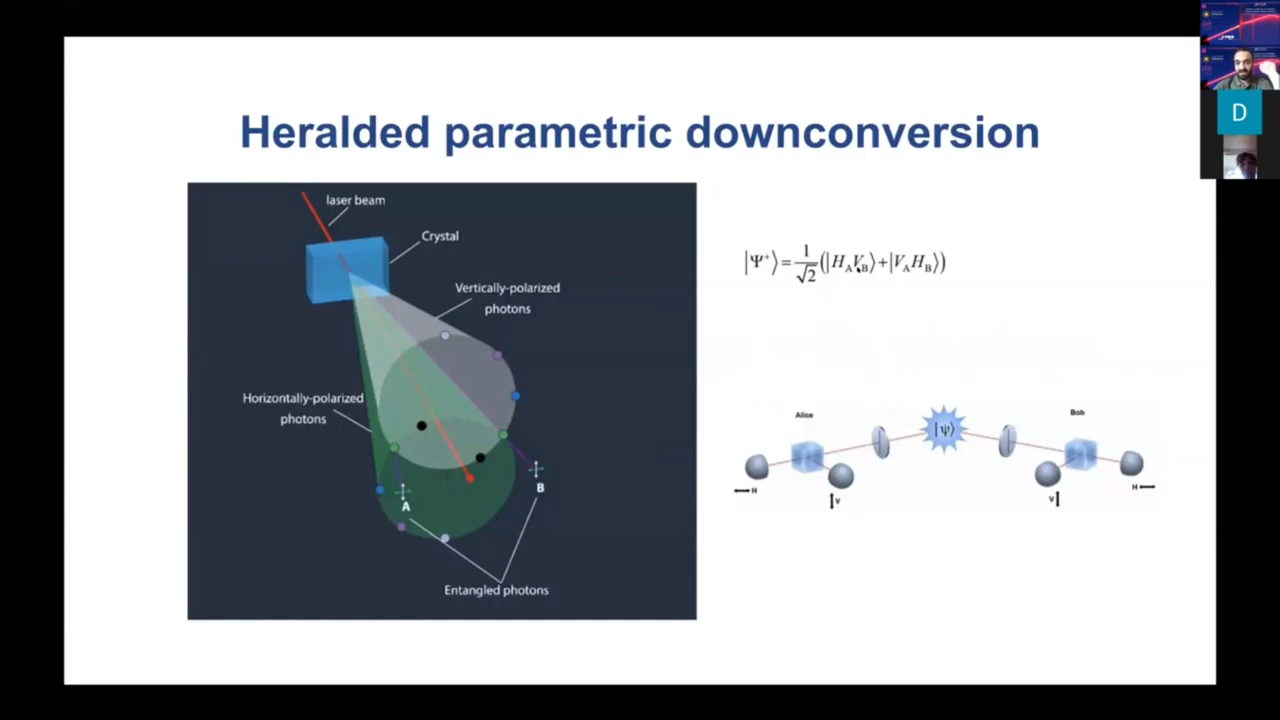 Heralded parametric downconversion
laser beam
Crystal
Vertically-polarized
photons
Horizontally-polarized
photons
A
B
Entangled photons
|Ψ⁺⟩ = 1/√2 (|H_A V_B⟩ + |V_A H_B⟩)
Alice
Bob
|ψ⟩
H
V
V
H
D